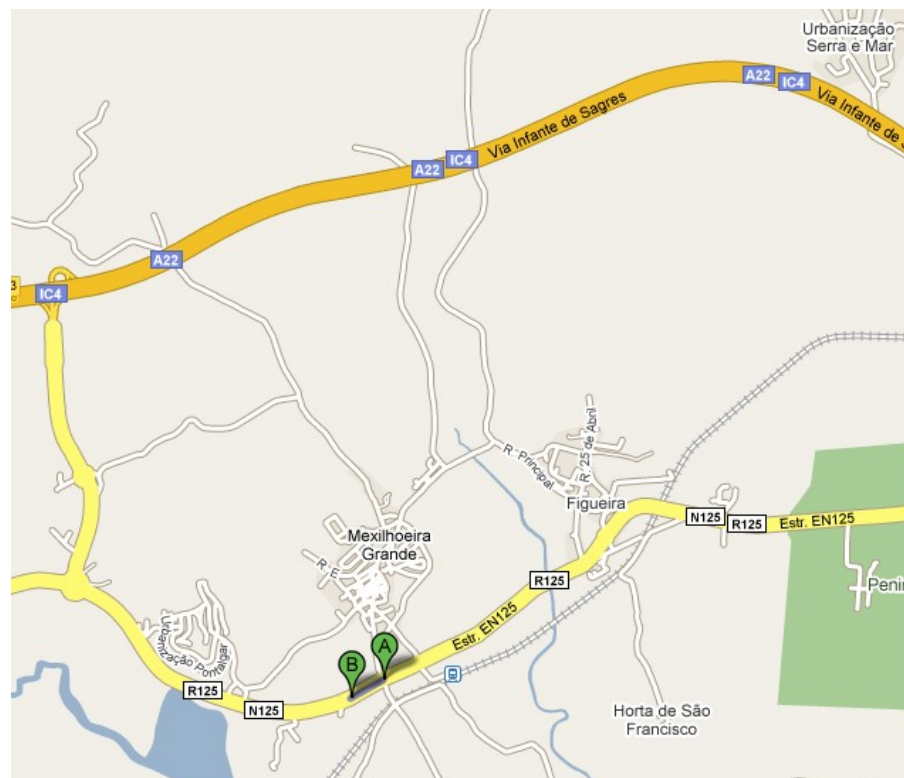 Urbanização
Serra e Mar
A22
IC4
Via Infante de Sagres
Via Infante de S
IC4
A22
A22
3
IC4
R. 25 de Abril
R. Principal
Figueira
N125
R125
Estr. EN125
Mexilhoeira
Grande
R. E
R125
Penin
Estr. EN125
Urbanização Pontalgar
A
B
R125
N125
Horta de São
Francisco